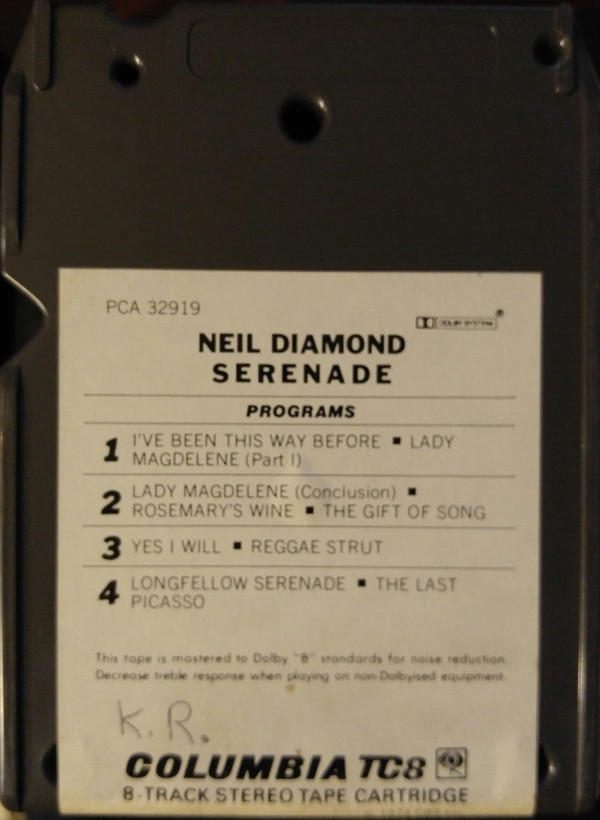 PCA 32919
DOLBY SYSTEM ®
NEIL DIAMOND
SERENADE
PROGRAMS
1 I'VE BEEN THIS WAY BEFORE ■ LADY
MAGDELENE (Part I)
2 LADY MAGDELENE (Conclusion) ■
ROSEMARY'S WINE ■ THE GIFT OF SONG
3 YES I WILL ■ REGGAE STRUT
4 LONGFELLOW SERENADE ■ THE LAST
PICASSO
This tape is mastered to Dolby "B" standards for noise reduction.
Decrease treble response when playing on non-Dolbyised equipment.
K.R.
COLUMBIA TC8
8-TRACK STEREO TAPE CARTRIDGE